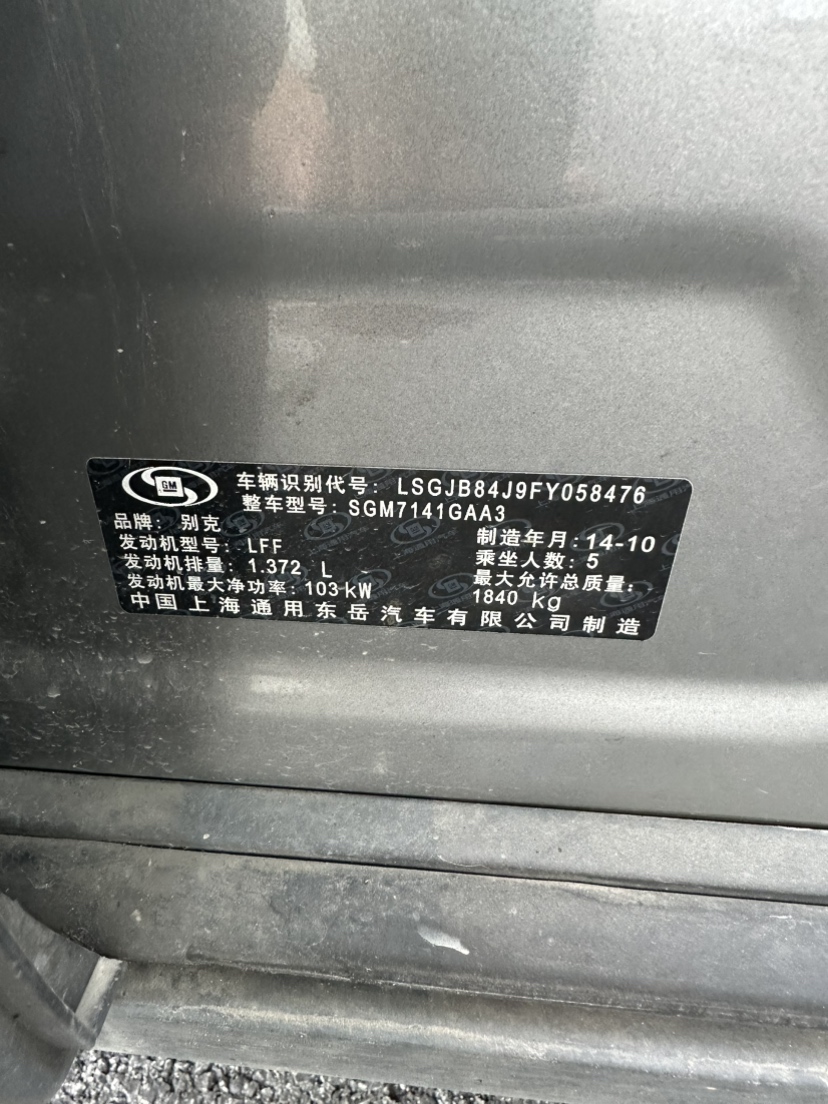 GM
车辆识别代号: LSGJB84J9FY058476
整车型号: SGM7141GAA3
品牌: 别克
制造年月: 14-10
发动机型号: LFF
乘坐人数: 5
发动机排量: 1.372 L
最大允许总质量:
发动机最大净功率: 103 kW
1840 kg
中国上海通用东岳汽车有限公司制造